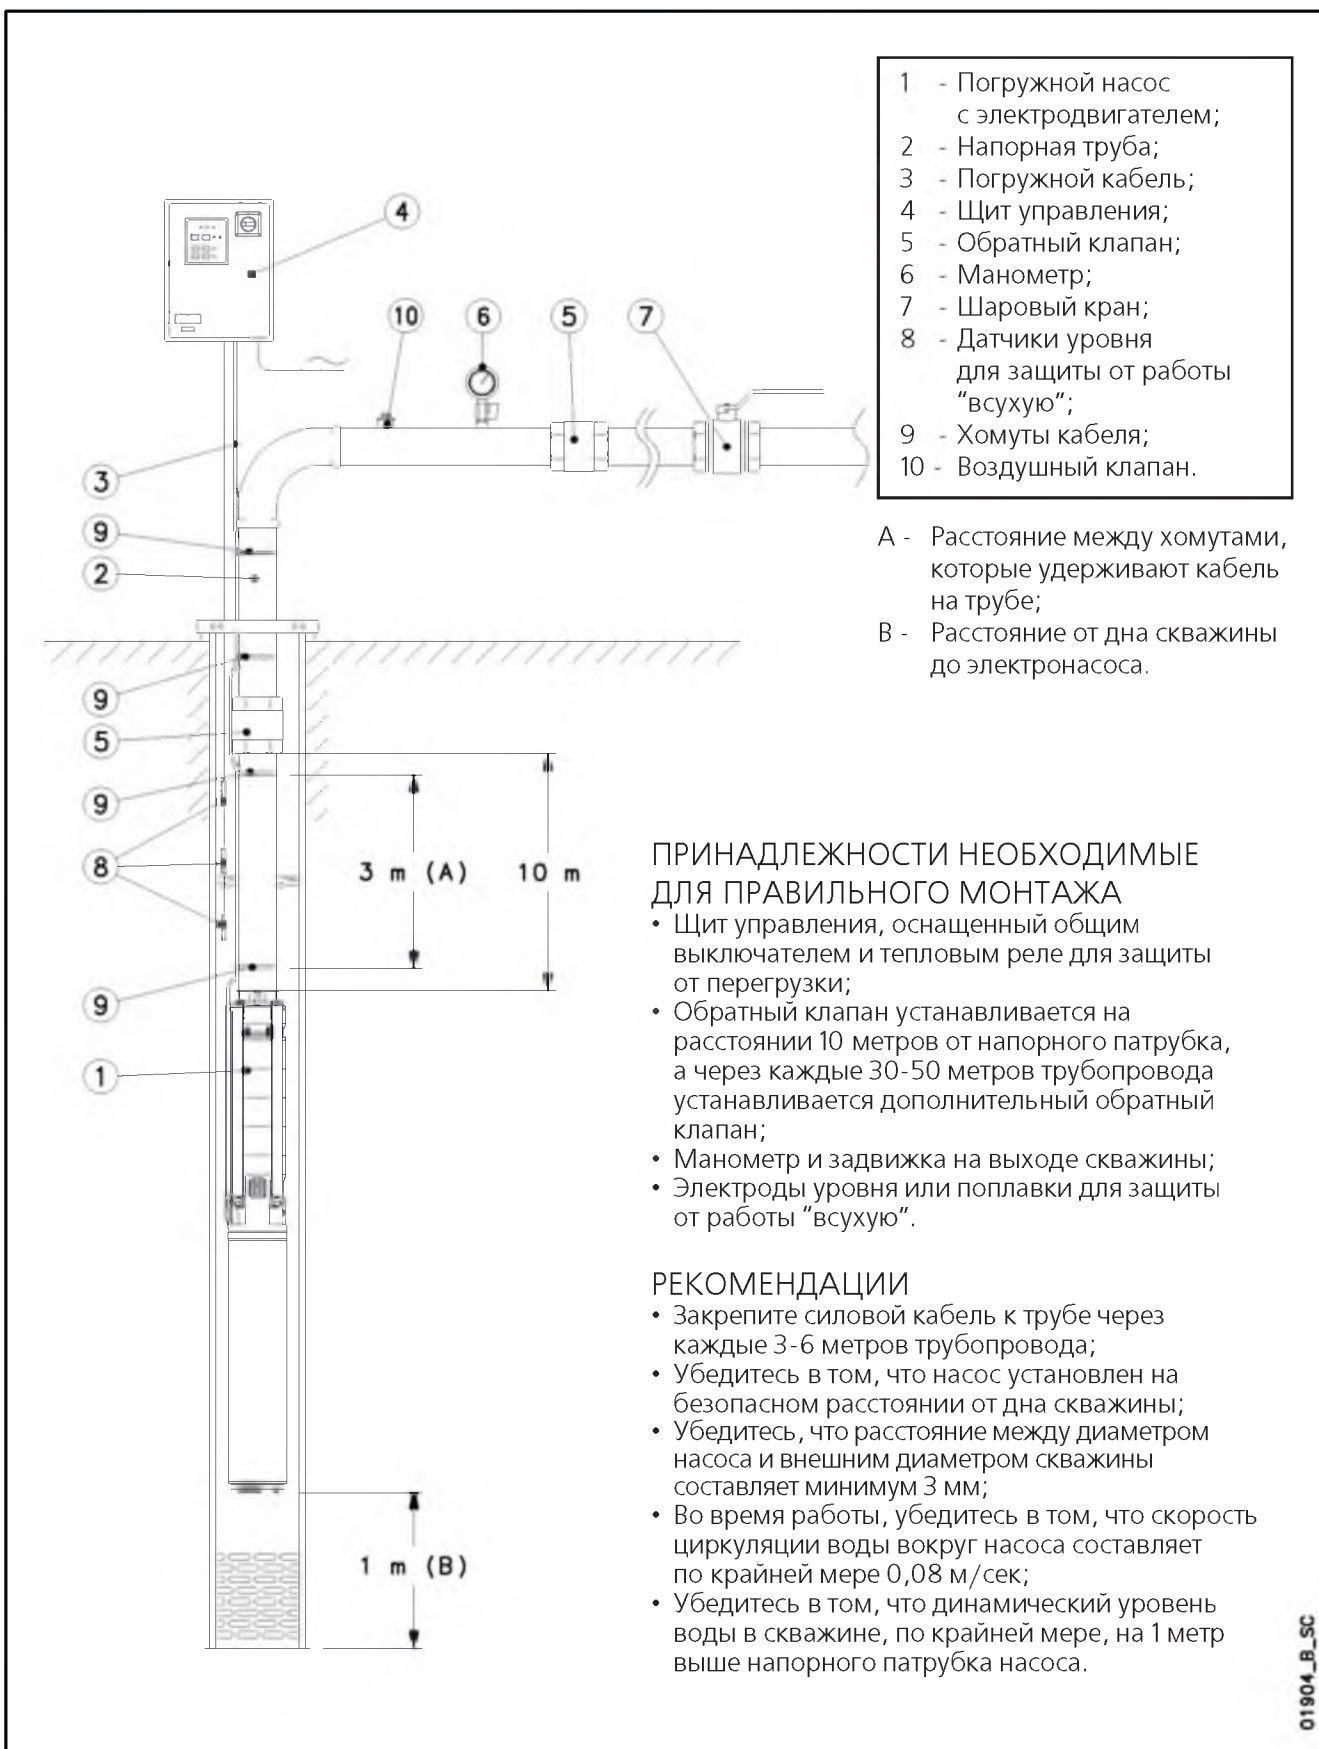 1 - Погружной насос
с электродвигателем;
2 - Напорная труба;
3 - Погружной кабель;
4 - Щит управления;
5 - Обратный клапан;
6 - Манометр;
7 - Шаровый кран;
8 - Датчики уровня
для защиты от работы
"всухую";
9 - Хомуты кабеля;
10 - Воздушный клапан.
A - Расстояние между хомутами,
которые удерживают кабель
на трубе;
B - Расстояние от дна скважины
до электронасоса.
4
10
6
5
7
3
9
2
9
5
9
8
9
1
3 m (A)
10 m
1 m (B)
ПРИНАДЛЕЖНОСТИ НЕОБХОДИМЫЕ
ДЛЯ ПРАВИЛЬНОГО МОНТАЖА
• Щит управления, оснащенный общим
выключателем и тепловым реле для защиты
от перегрузки;
• Обратный клапан устанавливается на
расстоянии 10 метров от напорного патрубка,
а через каждые 30-50 метров трубопровода
устанавливается дополнительный обратный
клапан;
• Манометр и задвижка на выходе скважины;
• Электроды уровня или поплавки для защиты
от работы "всухую".
РЕКОМЕНДАЦИИ
• Закрепите силовой кабель к трубе через
каждые 3-6 метров трубопровода;
• Убедитесь в том, что насос установлен на
безопасном расстоянии от дна скважины;
• Убедитесь, что расстояние между диаметром
насоса и внешним диаметром скважины
составляет минимум 3 мм;
• Во время работы, убедитесь в том, что скорость
циркуляции воды вокруг насоса составляет
по крайней мере 0,08 м/сек;
• Убедитесь в том, что динамический уровень
воды в скважине, по крайней мере, на 1 метр
выше напорного патрубка насоса.
01904_B_SC